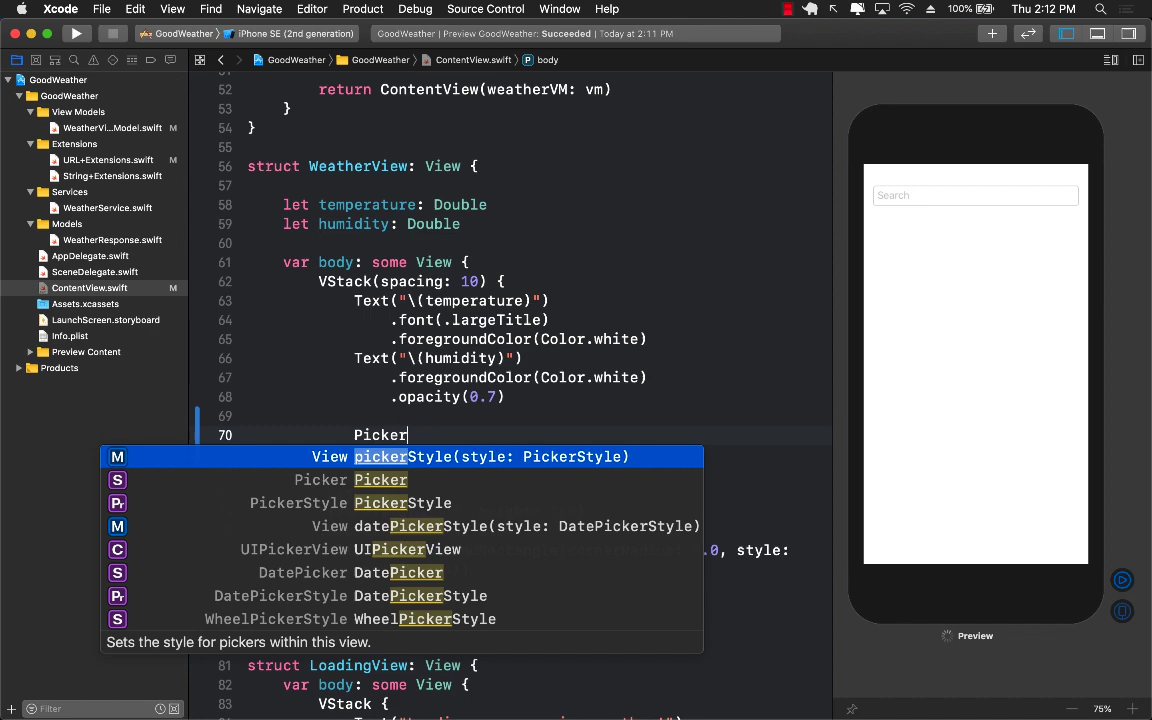 Xcode File Edit View Find Navigate Editor Product Debug Source Control Window Help 100% Thu 2:12 PM
GoodWeather iPhone SE (2nd generation) GoodWeather | Preview GoodWeather: Succeeded | Today at 2:11 PM
GoodWeather GoodWeather ContentView.swift P body
GoodWeather
GoodWeather
View Models
WeatherVi...Model.swift M
Extensions
URL+Extensions.swift M
String+Extensions.swift
Services
WeatherService.swift
Models
WeatherResponse.swift
AppDelegate.swift
SceneDelegate.swift
ContentView.swift M
Assets.xcassets
LaunchScreen.storyboard
Info.plist
Preview Content
Products
Filter
52 return ContentView(weatherVM: vm)
53 }
54 }
55
56 struct WeatherView: View {
57
58 let temperature: Double
59 let humidity: Double
60
61 var body: some View {
62 VStack(spacing: 10) {
63 Text("\(temperature)")
64 .font(.largeTitle)
65 .foregroundColor(Color.white)
66 Text("\(humidity)")
67 .foregroundColor(Color.white)
68 .opacity(0.7)
69
70 Picker
M View pickerStyle(style: PickerStyle)
S Picker Picker
Pr PickerStyle PickerStyle
M View datePickerStyle(style: DatePickerStyle)
C UIPickerView UIPickerView
.0, style:
S DatePicker DatePicker
Pr DatePickerStyle DatePickerStyle
S WheelPickerStyle WheelPickerStyle
Sets the style for pickers within this view.
81 struct LoadingView: View {
82 var body: some View {
83 VStack {
Search
Preview
75%